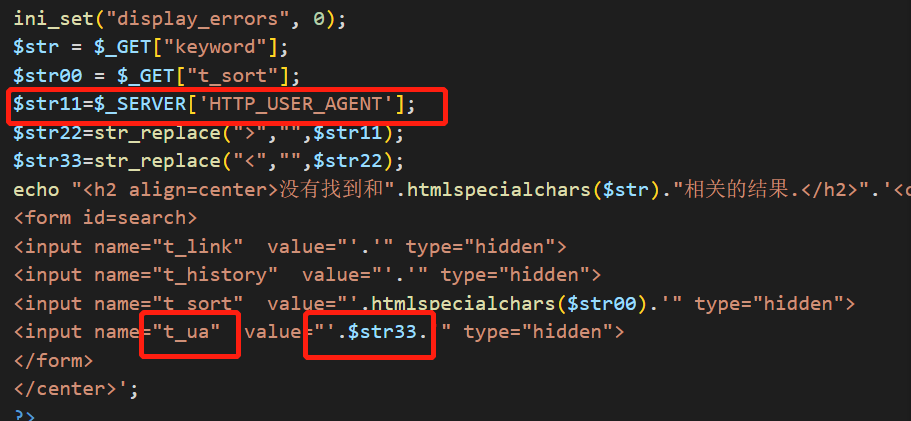 ini_set("display_errors", 0);
$str = $_GET["keyword"];
$str00 = $_GET["t_sort"];
$str11=$_SERVER['HTTP_USER_AGENT'];
$str22=str_replace(">","",$str11);
$str33=str_replace("<","",$str22);
echo "<h2 align=center>没有找到和".htmlspecialchars($str)."相关的结果.</h2>".'<c
<form id=search>
<input name="t_link"  value="'.'" type="hidden">
<input name="t_history"  value="'.'" type="hidden">
<input name="t_sort"  value="'.htmlspecialchars($str00).'" type="hidden">
<input name="t_ua"  value="'.$str33. " type="hidden">
</form>
</center>';
?>